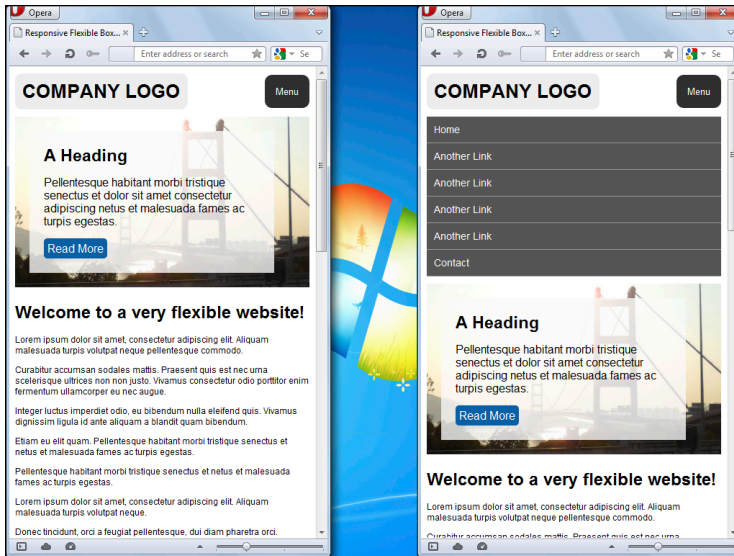 Opera
Responsive Flexible Box...
Enter address or search
Se
COMPANY LOGO
Menu
A Heading
Pellentesque habitant morbi tristique
senectus et dolor sit amet consectetur
adipiscing netus et malesuada fames ac
turpis egestas.
Read More
Welcome to a very flexible website!
Lorem ipsum dolor sit amet, consectetur adipiscing elit. Aliquam
malesuada turpis volutpat neque pellentesque commodo.
Curabitur accumsan sodales mattis. Praesent quis est nec urna
scelerisque ultrices non non justo. Vivamus consectetur odio porttitor enim
fermentum ullamcorper eu nec augue.
Integer luctus imperdiet odio, eu bibendum nulla eleifend quis. Vivamus
dignissim ligula id ante aliquam a blandit quam bibendum.
Etiam eu elit quam. Pellentesque habitant morbi tristique senectus et
netus et malesuada fames ac turpis egestas.
Pellentesque habitant morbi tristique senectus et netus et malesuada
fames ac turpis egestas.
Lorem ipsum dolor sit amet, consectetur adipiscing elit. Aliquam
malesuada turpis volutpat neque.
Donec tincidunt, orci a feugiat pellentesque, dui diam pharetra orci.
Opera
Responsive Flexible Box...
Enter address or search
Se
COMPANY LOGO
Menu
Home
Another Link
Another Link
Another Link
Another Link
Contact
A Heading
Pellentesque habitant morbi tristique
senectus et dolor sit amet consectetur
adipiscing netus et malesuada fames ac
turpis egestas.
Read More
Welcome to a very flexible website!
Lorem ipsum dolor sit amet, consectetur adipiscing elit. Aliquam
malesuada turpis volutpat neque pellentesque commodo.
Curabitur accumsan sodales mattis. Praesent quis est nec urna